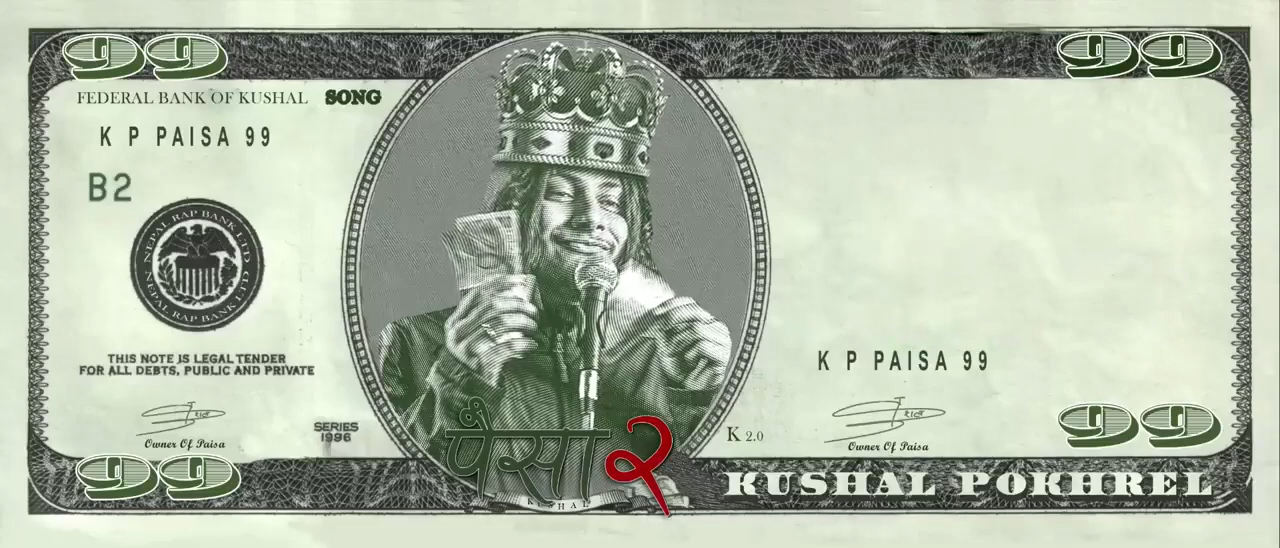 99
99
FEDERAL BANK OF KUSHAL SONG
K P PAISA 99
B2
NEPAL RAP BANK LTD
NEPAL RAP BANK LTD
THIS NOTE IS LEGAL TENDER
FOR ALL DEBTS, PUBLIC AND PRIVATE
Owner Of Paisa
SERIES
1996
99
पैसा २
KUSHAL
K 2.0
K P PAISA 99
Owner Of Paisa
99
KUSHAL POKHREL